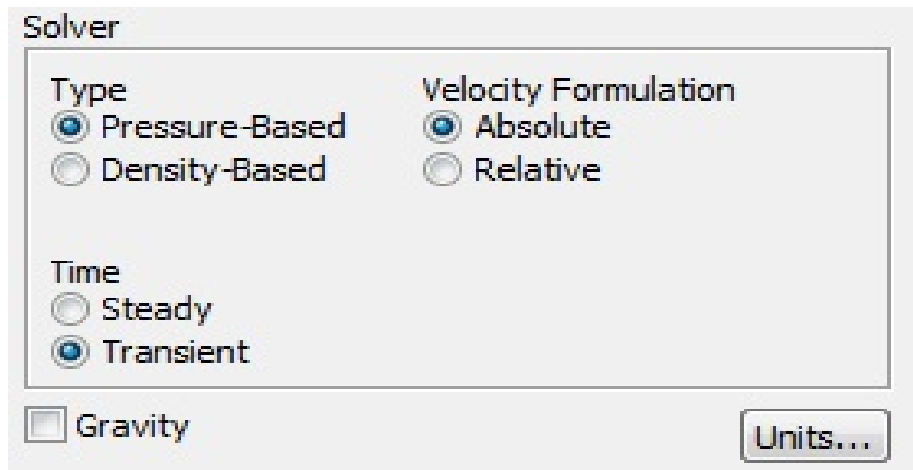 Solver
Type
Pressure-Based
Density-Based
Velocity Formulation
Absolute
Relative
Time
Steady
Transient
Gravity
Units...